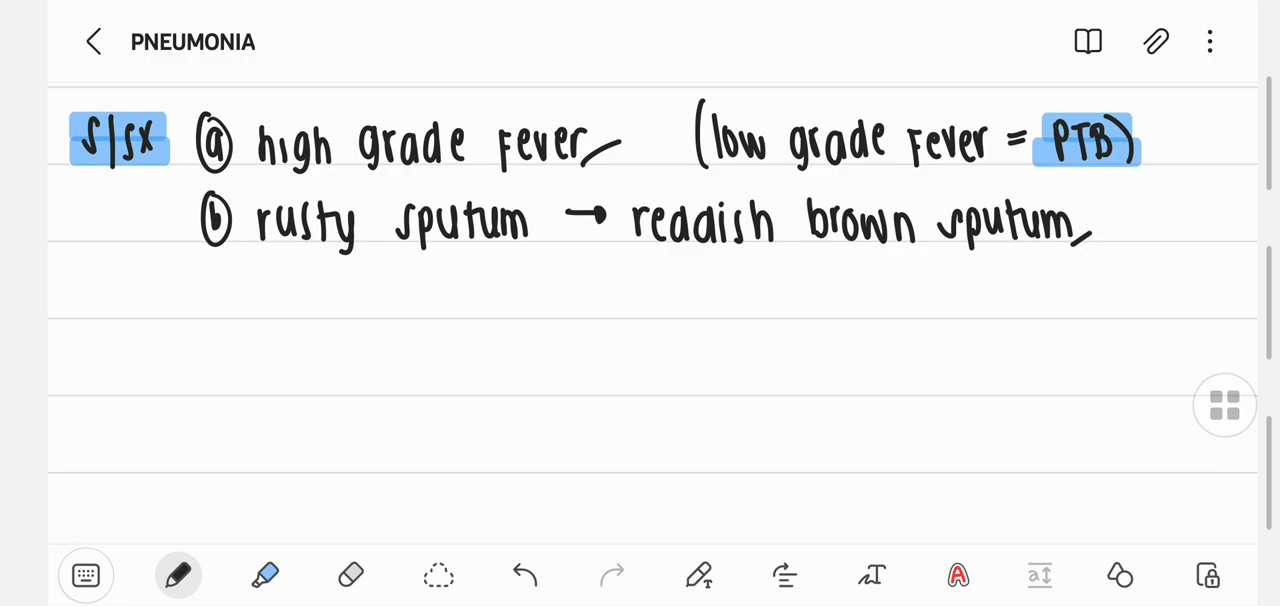 PNEUMONIA
S/SX (a) high grade fever (low grade fever = PTB)
(b) rusty sputum → reddish brown sputum